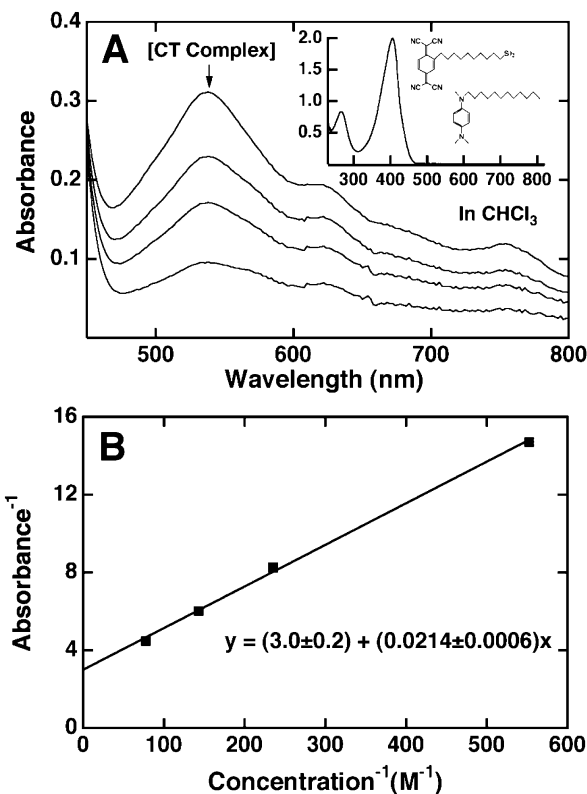 A
[CT Complex]
0.4
0.3
0.2
0.1
Absorbance
500
600
700
800
Wavelength (nm)
2.0
1.5
1.0
0.5
300 400 500 600 700 800
In CHCl3
NC CN
NC CN
S)2
N
N
B
16
12
8
4
0
Absorbance-1
y = (3.0±0.2) + (0.0214±0.0006)x
0 100 200 300 400 500 600
Concentration-1(M-1)